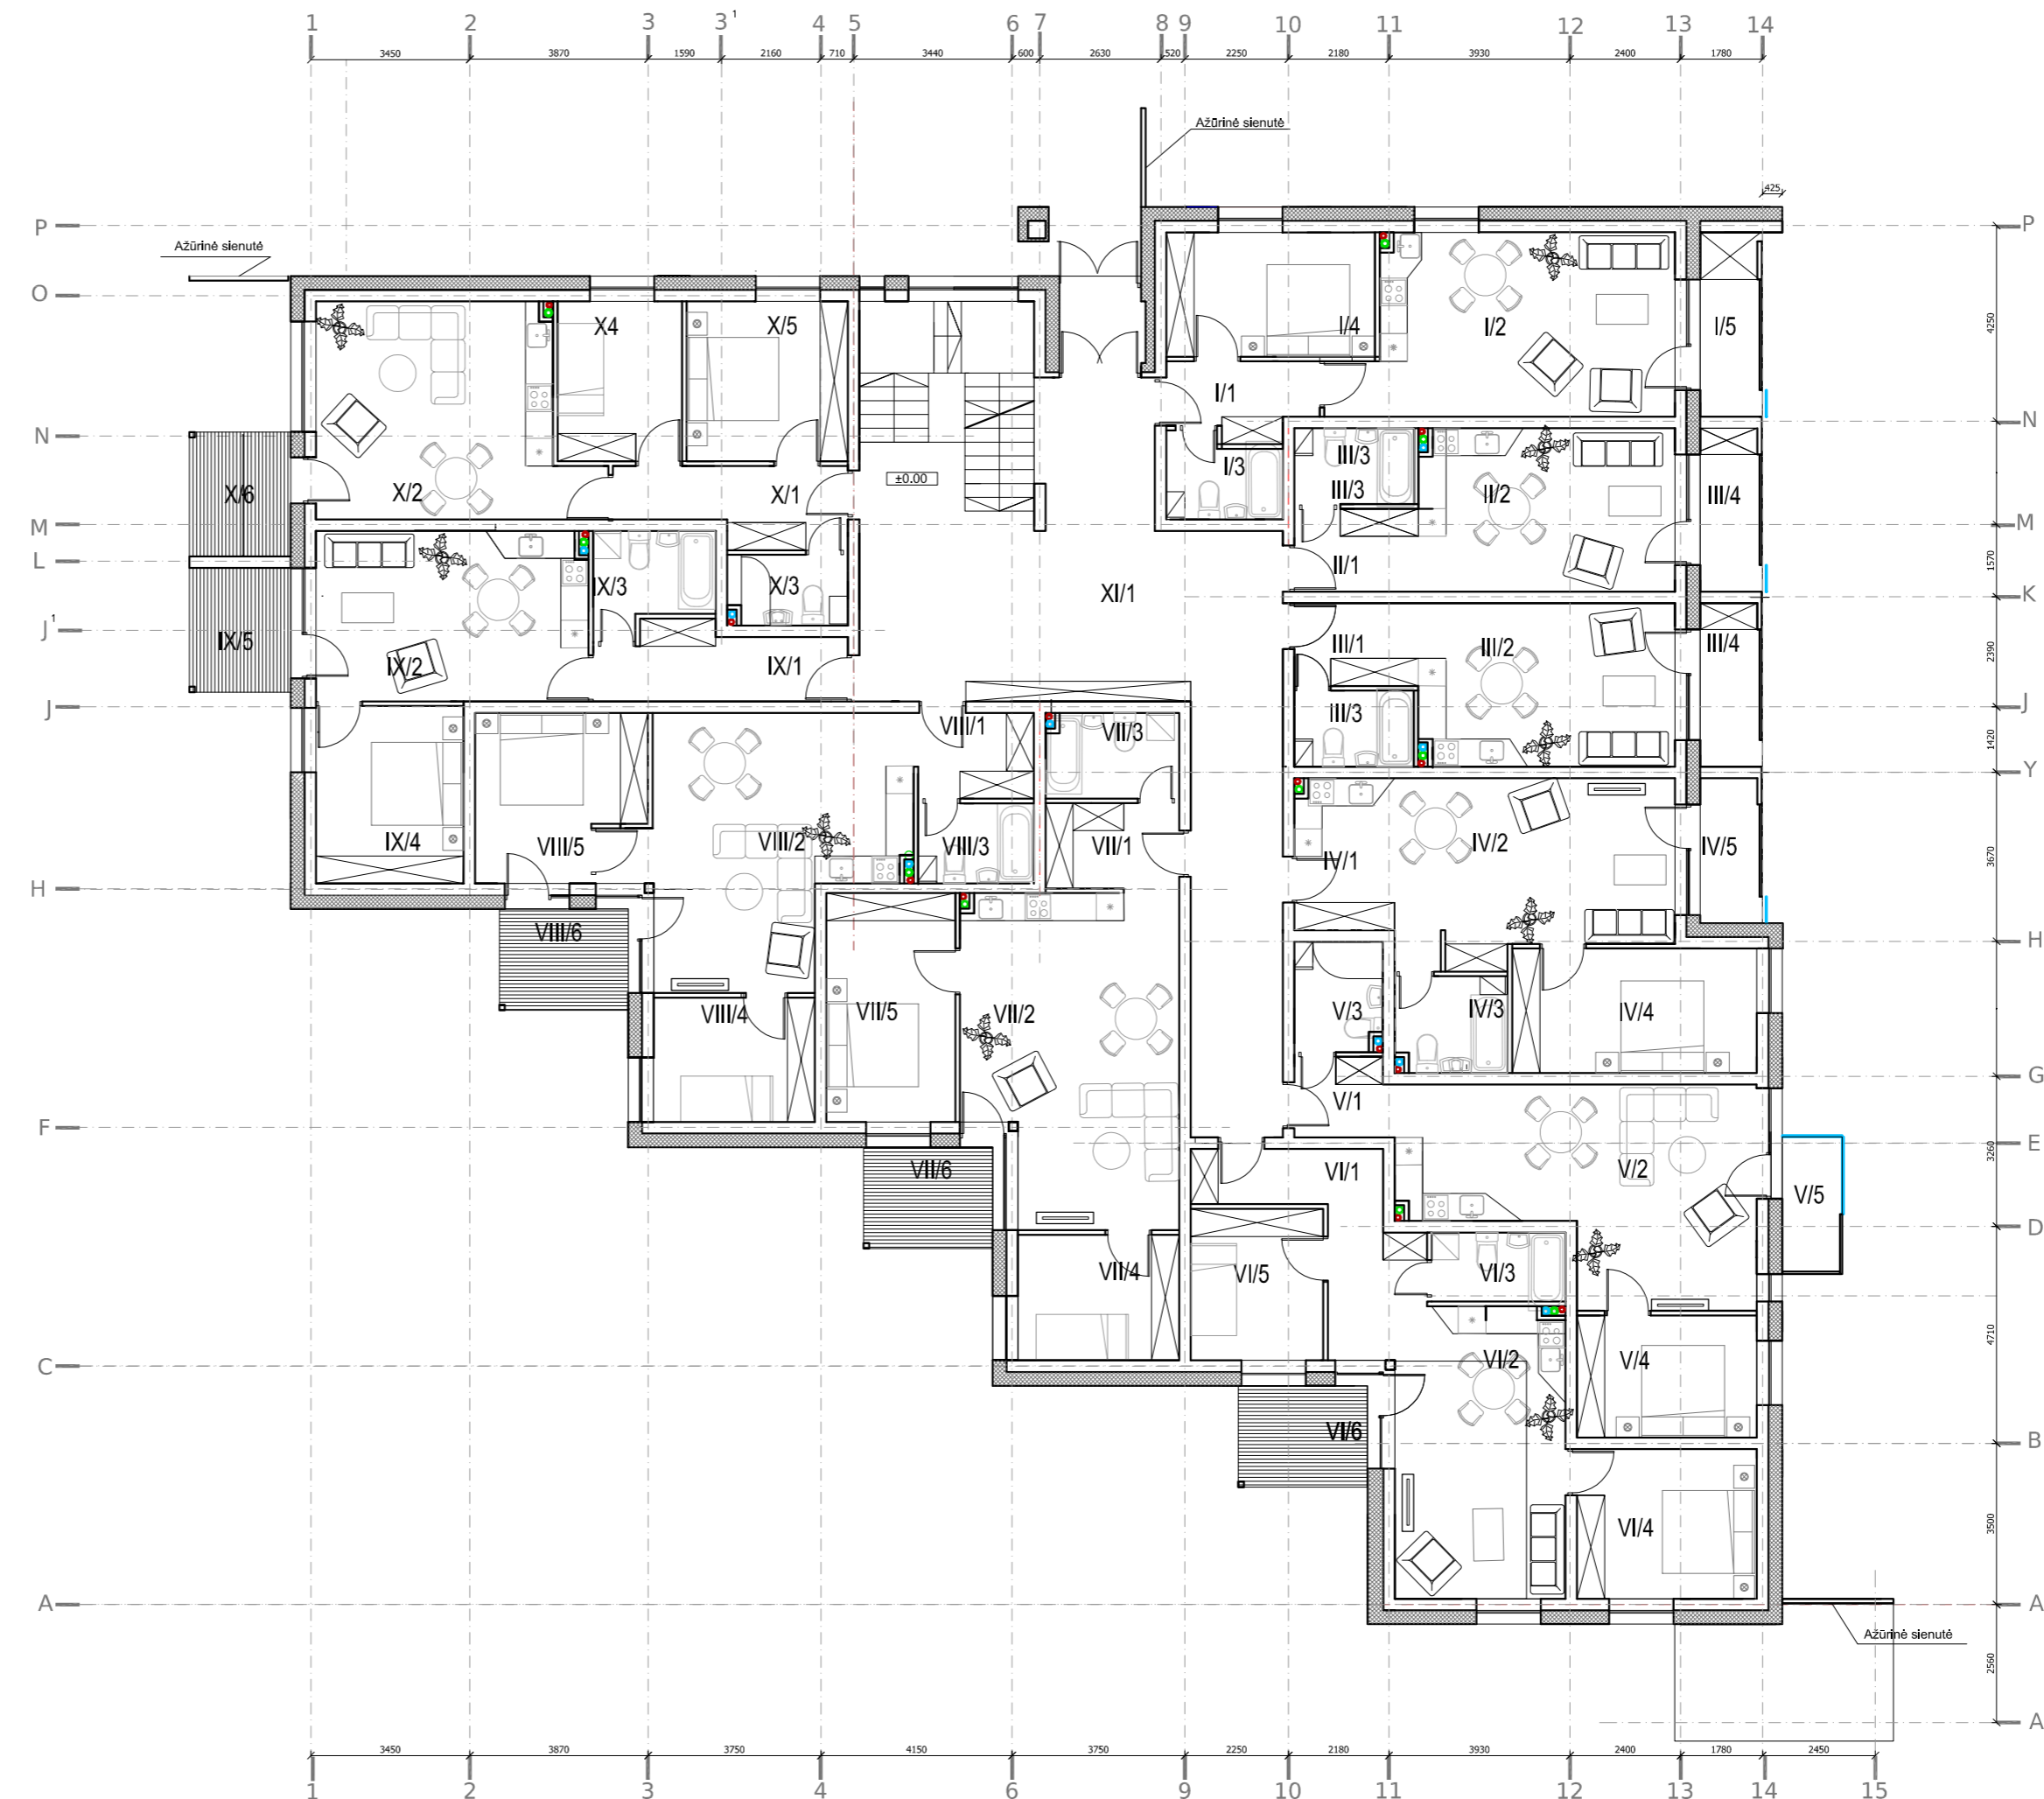 1 2 3 3¹ 4 5 6 7 8 9 10 11 12 13 14
3450 3870 1590 2160 710 3440 600 2630 520 2250 2180 3930 2400 1780
Ažūrinė sienutė
425
P P
Ažūrinė sienutė
O
I/4 I/2 I/5
X4 X/5
4250
I/1
N N
I/3 III/3
III/3 II/2 III/4
±0.00
X/6 X/2 X/1
M M
L
1570
II/1
IX/3 X/3 XI/1
K
J¹
IX/5 IX/2 IX/1
III/1 III/2 III/4
2390
J J
VIII/1 VII/3 III/3
1420
Y
IX/4 VIII/5 VIII/2 VIII/3 VII/1
IV/1 IV/2 IV/5
3670
H
VIII/6
H
VIII/4 VII/5 VII/2
V/3 IV/3 IV/4
G
V/1
F
E
3260
VII/6 VI/1 V/2
V/5
D
VII/4 VI/5 VI/3
4710
C
VI/2 V/4
VI/6
B
VI/4
3500
A A
Ažūrinė sienutė
2560
A
3450 3870 3750 4150 3750 2250 2180 3930 2400 1780 2450
1 2 3 4 6 9 10 11 12 13 14 15